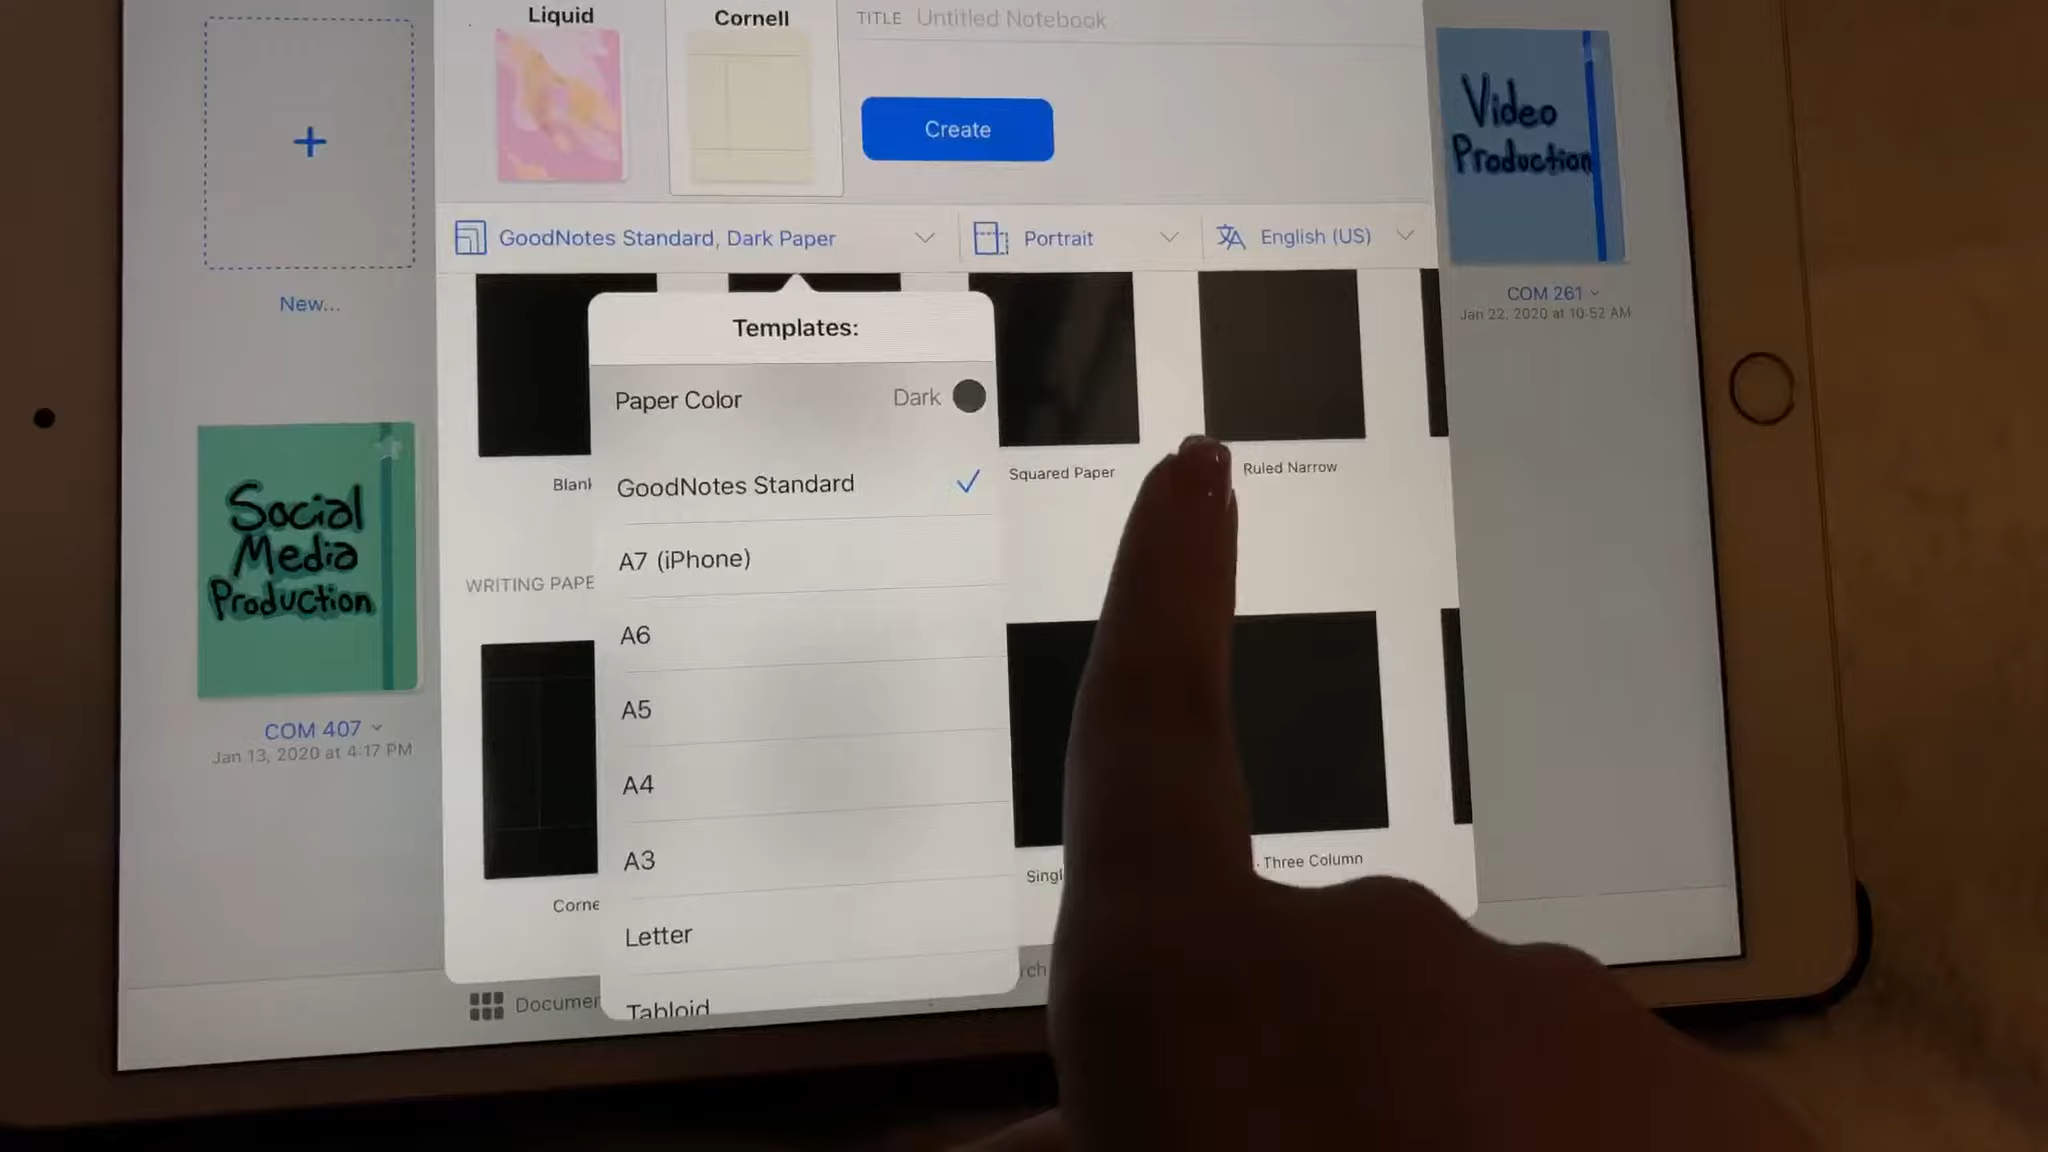 Liquid
Cornell
TITLE Untitled Notebook
Create
GoodNotes Standard, Dark Paper
Portrait
English (US)
New...
Video
Production
COM 261
Jan 22, 2020 at 10:52 AM
Templates:
Paper Color Dark
GoodNotes Standard
A7 (iPhone)
A6
A5
A4
A3
Letter
Tabloid
Blank
Squared Paper
Ruled Narrow
WRITING PAPE
Corne
Singl
. Three Column
Social
Media
Production
COM 407
Jan 13, 2020 at 4:17 PM
Documen
rch